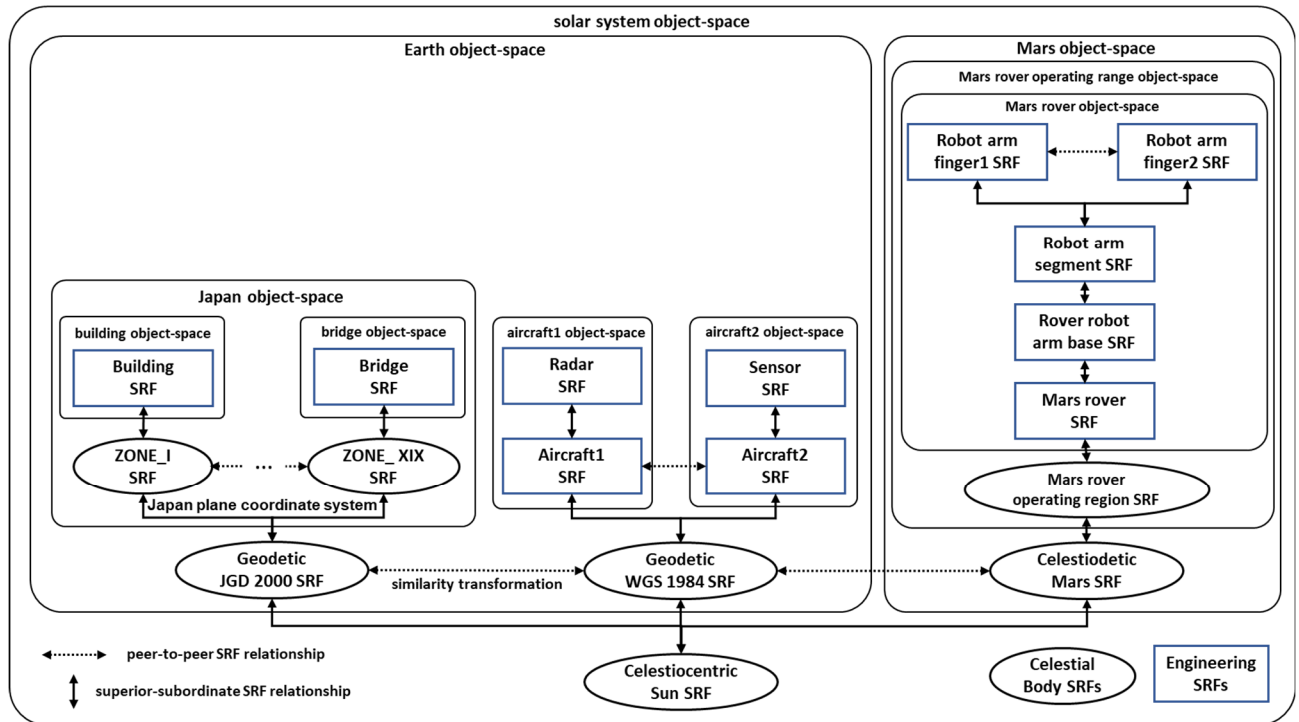 solar system object-space
Earth object-space
Mars object-space
Mars rover operating range object-space
Mars rover object-space
Robot arm
finger1 SRF
Robot arm
finger2 SRF
Robot arm
segment SRF
Rover robot
arm base SRF
Mars rover
SRF
Mars rover
operating region SRF
Celestiodetic
Mars SRF
Japan object-space
building object-space
Building
SRF
bridge object-space
Bridge
SRF
ZONE_I
SRF
...
ZONE_ XIX
SRF
Japan plane coordinate system
aircraft1 object-space
Radar
SRF
Aircraft1
SRF
aircraft2 object-space
Sensor
SRF
Aircraft2
SRF
Geodetic
JGD 2000 SRF
similarity transformation
Geodetic
WGS 1984 SRF
Celestiocentric
Sun SRF
peer-to-peer SRF relationship
superior-subordinate SRF relationship
Celestial
Body SRFs
Engineering
SRFs